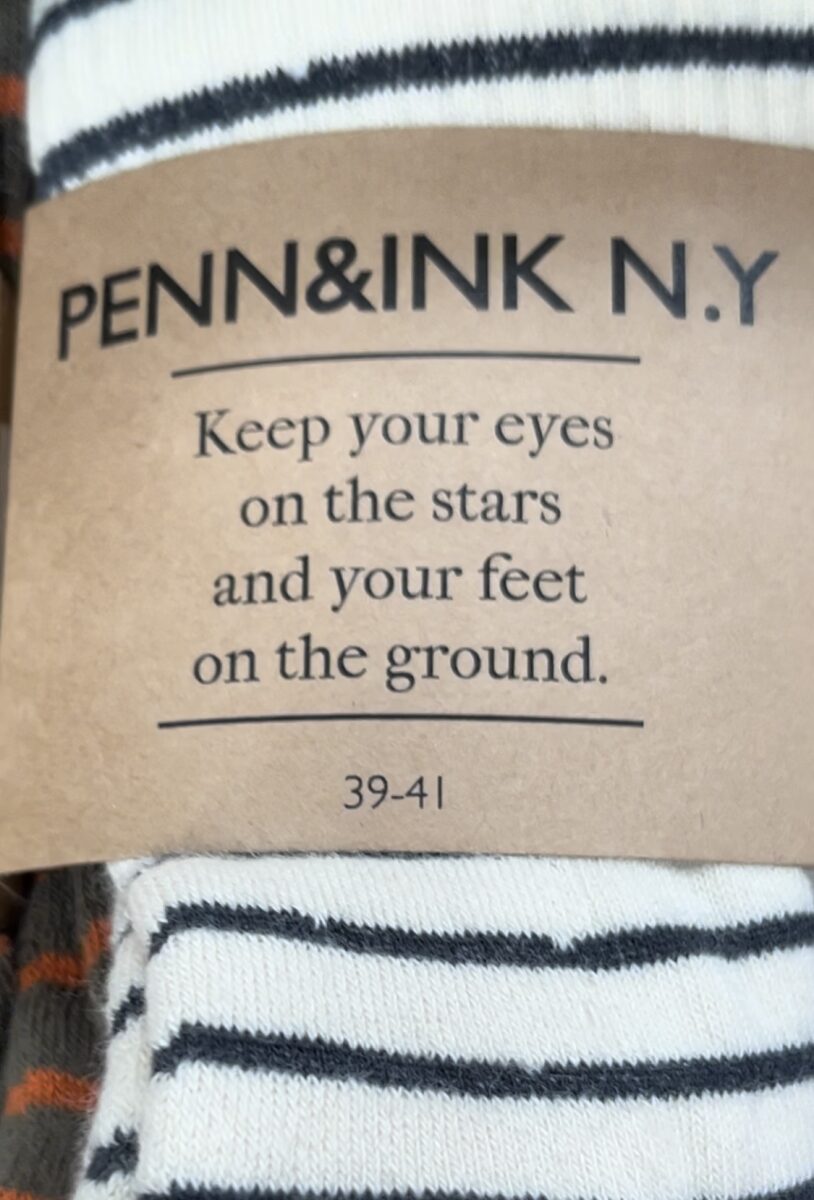 PENN&INK N.Y
Keep your eyes
on the stars
and your feet
on the ground.
39-41